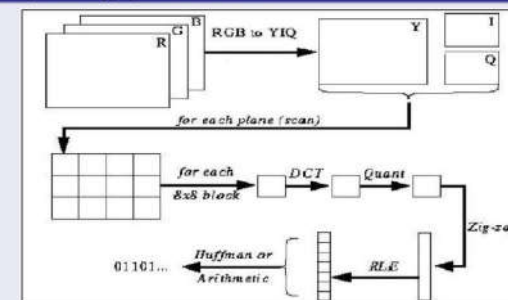 B
G
R
RGB to YIQ
Y
I
Q
for each plane (scan)
for each
8x8 block
DCT
Quant
Zig-za
RLE
Huffman or
Arithmetic
01101...